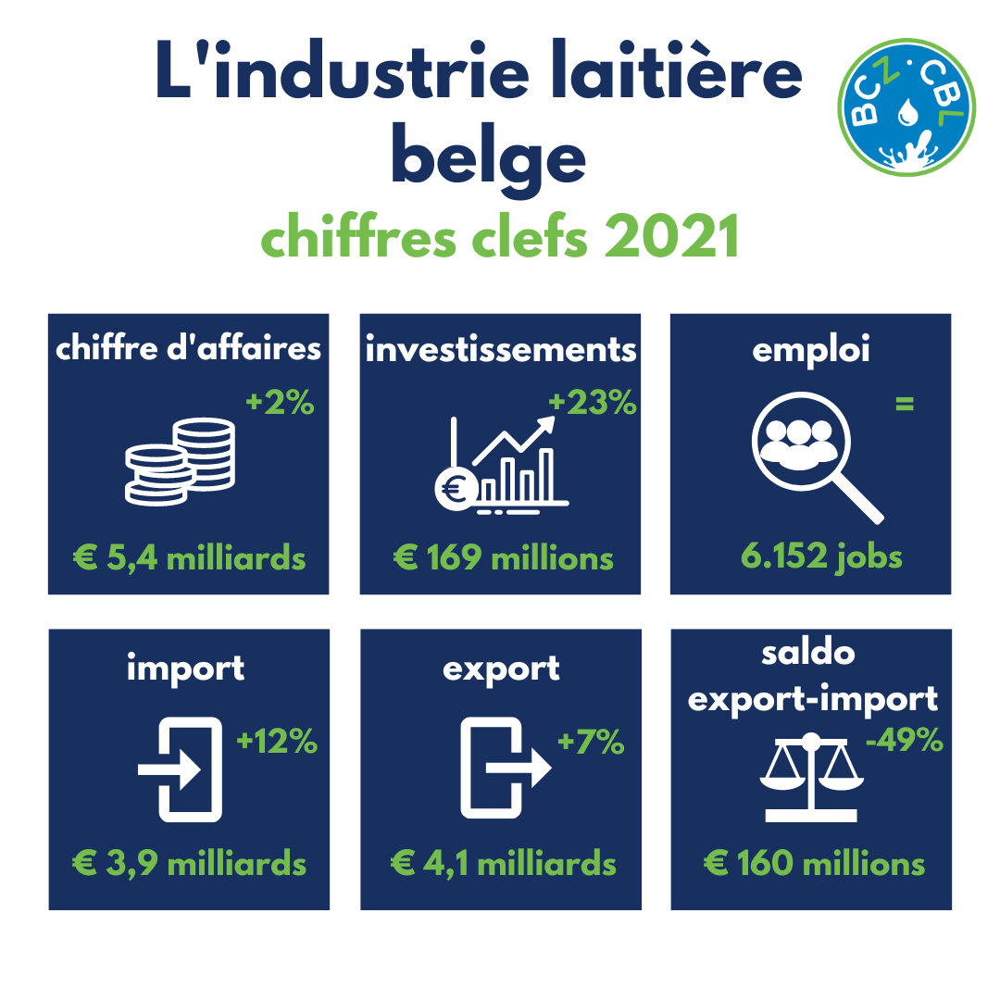 L'industrie laitière
belge
chiffres clefs 2021
BCZ · CBL
chiffre d'affaires
+2%
€ 5,4 milliards
investissements
+23%
€
€ 169 millions
emploi
=
6.152 jobs
import
+12%
€ 3,9 milliards
export
+7%
€ 4,1 milliards
saldo
export-import
-49%
€ 160 millions